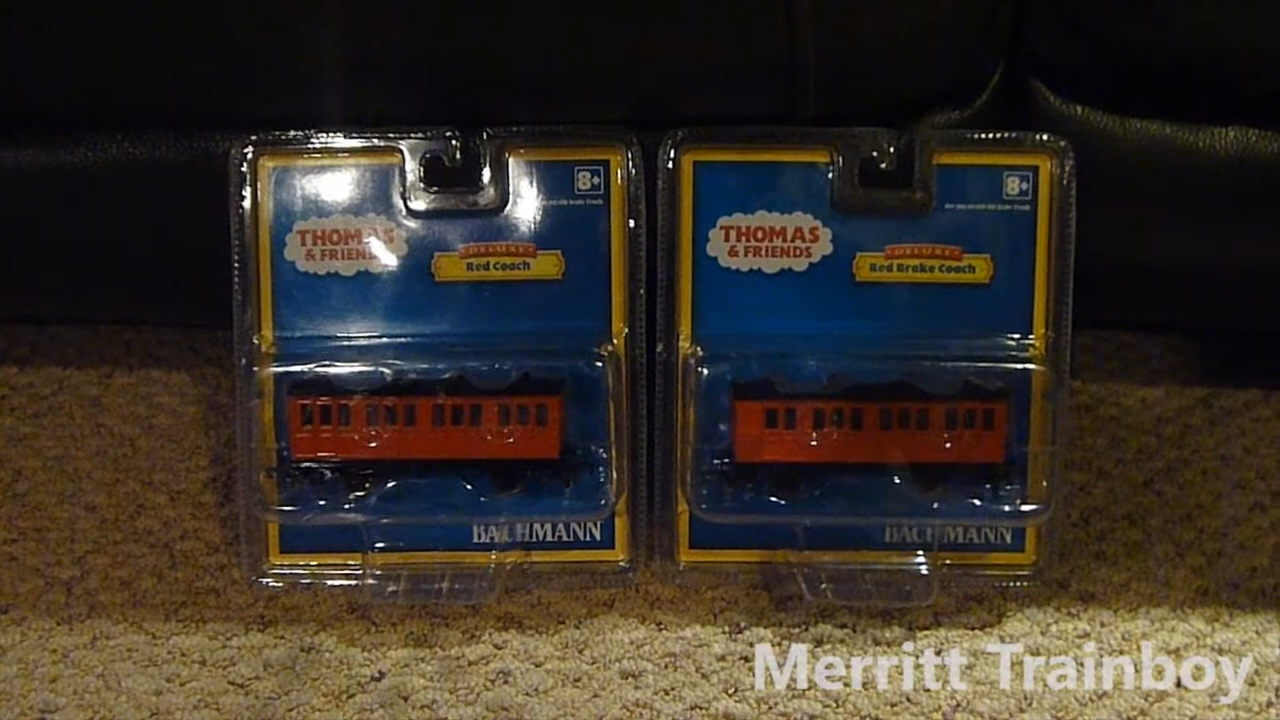 8+
THOMAS
& FRIENDS
DELUXE
Red Coach
BACHMANN
8+
THOMAS
& FRIENDS
DELUXE
Red Brake Coach
BACHMANN
Merritt Trainboy